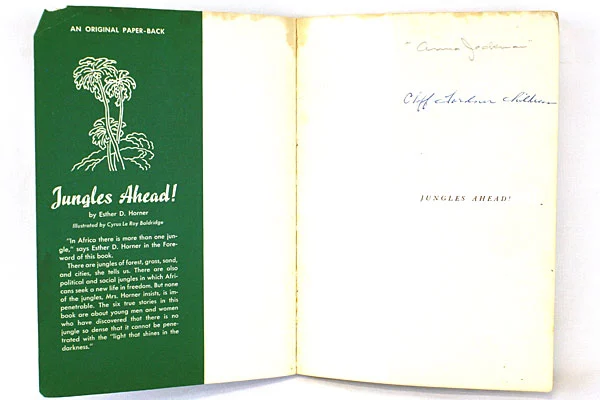 AN ORIGINAL PAPER-BACK
Jungles Ahead!
by Esther D. Horner
Illustrated by Cyrus Le Roy Baldridge
"In Africa there is more than one jun-
gle," says Esther D. Horner in the Fore-
word of this book.
There are jungles of forest, grass, sand,
and cities, she tells us. There are also
political and social jungles in which Afri-
cans seek a new life in freedom. But none
of the jungles, Mrs. Horner insists, is im-
penetrable. The six true stories in this
book are about young men and women
who have discovered that there is no
jungle so dense that it cannot be pene-
trated with the "light that shines in the
darkness."
"Anna
Cliff Gardner Children
JUNGLES AHEAD!